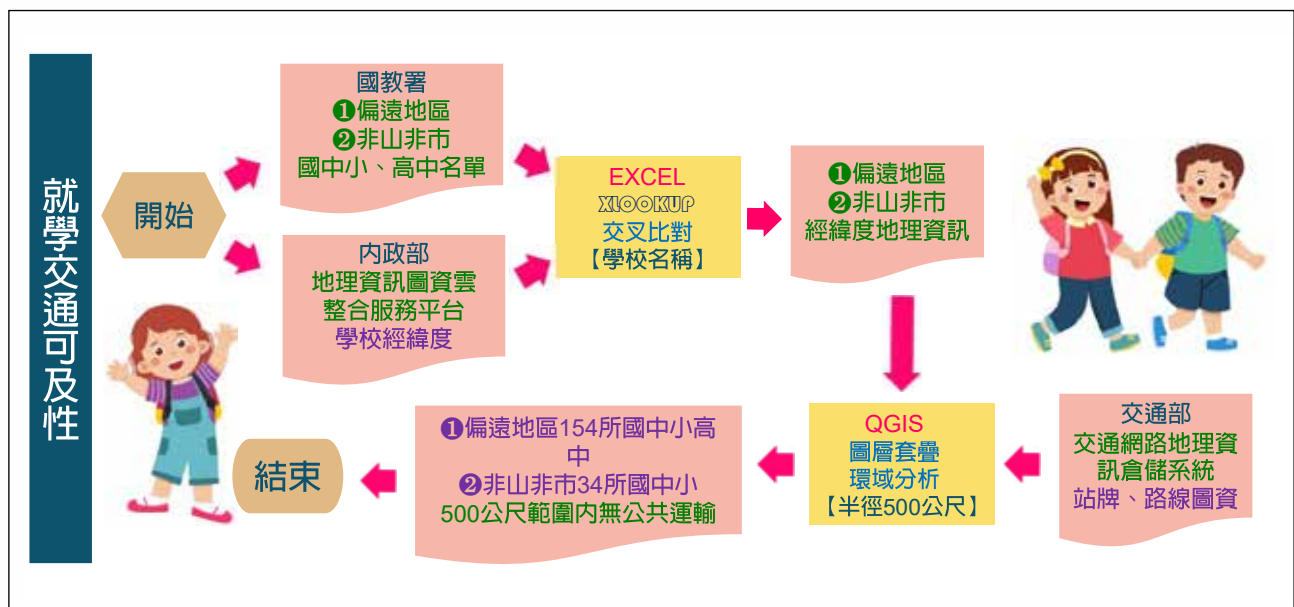 就學交通可及性
開始
國教署
❶偏遠地區
❷非山非市
國中小、高中名單
內政部
地理資訊圖資雲
整合服務平台
學校經緯度
EXCEL
XLOOKUP
交叉比對
【學校名稱】
❶偏遠地區
❷非山非市
經緯度地理資訊
交通部
交通網路地理資
訊倉儲系統
站牌、路線圖資
QGIS
圖層套疊
環域分析
【半徑500公尺】
❶偏遠地區154所國中小高
中
❷非山非市34所國中小
500公尺範圍內無公共運輸
結束